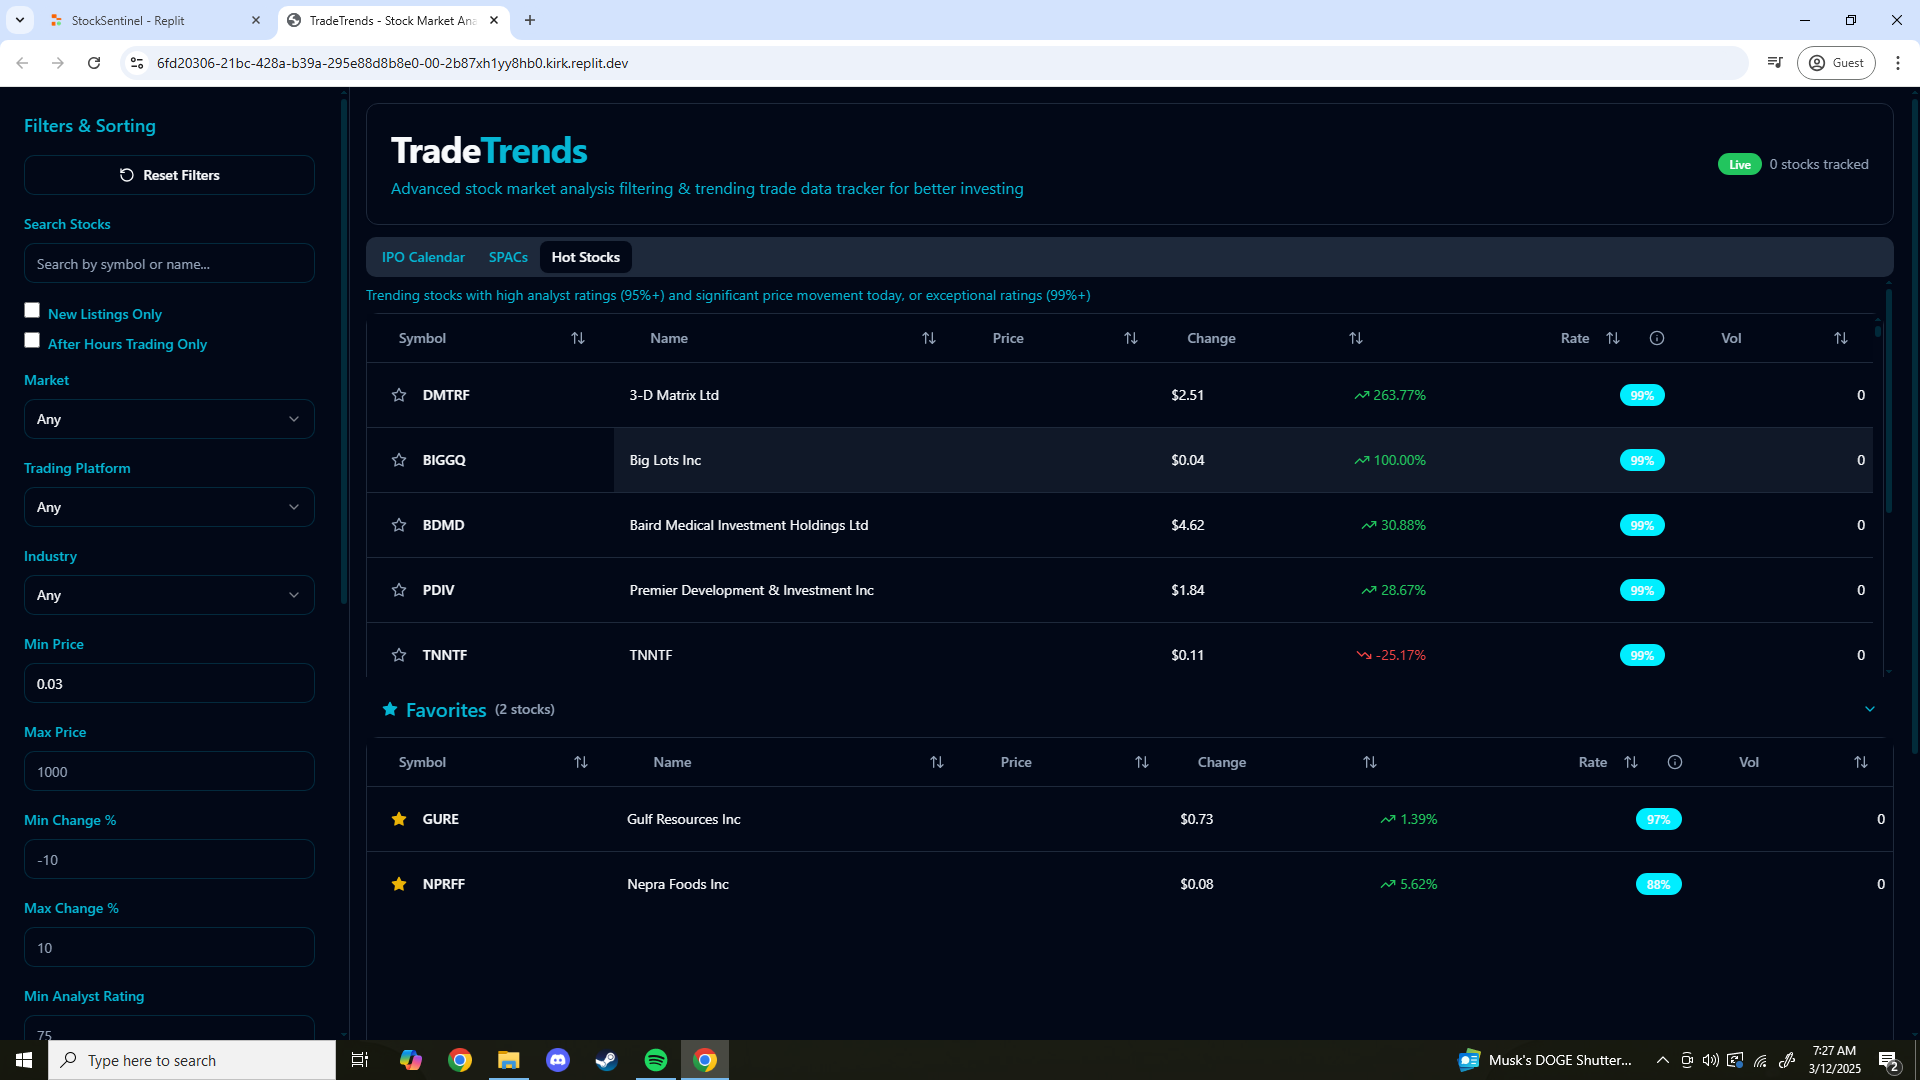 StockSentinel - Replit
TradeTrends - Stock Market Ana
6fd20306-21bc-428a-b39a-295e88d8b8e0-00-2b87xh1yy8hb0.kirk.replit.dev
Guest
Filters & Sorting
Reset Filters
Search Stocks
Search by symbol or name...
New Listings Only
After Hours Trading Only
Market
Any
Trading Platform
Any
Industry
Any
Min Price
0.03
Max Price
1000
Min Change %
-10
Max Change %
10
Min Analyst Rating
75
TradeTrends
Advanced stock market analysis filtering & trending trade data tracker for better investing
Live 0 stocks tracked
IPO Calendar SPACs Hot Stocks
Trending stocks with high analyst ratings (95%+) and significant price movement today, or exceptional ratings (99%+)
Symbol Name Price Change Rate Vol
DMTRF 3-D Matrix Ltd $2.51 263.77% 99% 0
BIGGQ Big Lots Inc $0.04 100.00% 99% 0
BDMD Baird Medical Investment Holdings Ltd $4.62 30.88% 99% 0
PDIV Premier Development & Investment Inc $1.84 28.67% 99% 0
TNNTF TNNTF $0.11 -25.17% 99% 0
Favorites (2 stocks)
Symbol Name Price Change Rate Vol
GURE Gulf Resources Inc $0.73 1.39% 97% 0
NPRFF Nepra Foods Inc $0.08 5.62% 88% 0
Type here to search
Musk's DOGE Shutter...
7:27 AM
3/12/2025
2